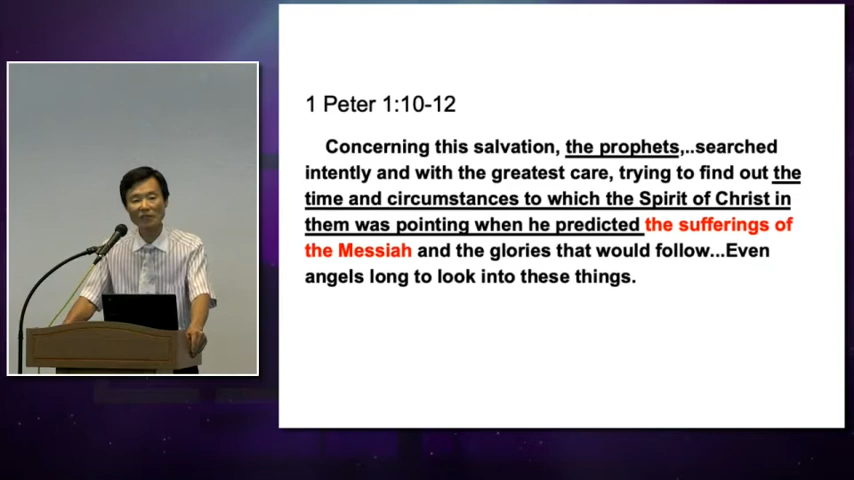 1 Peter 1:10-12
Concerning this salvation, the prophets,..searched
intently and with the greatest care, trying to find out the
time and circumstances to which the Spirit of Christ in
them was pointing when he predicted the sufferings of
the Messiah and the glories that would follow...Even
angels long to look into these things.